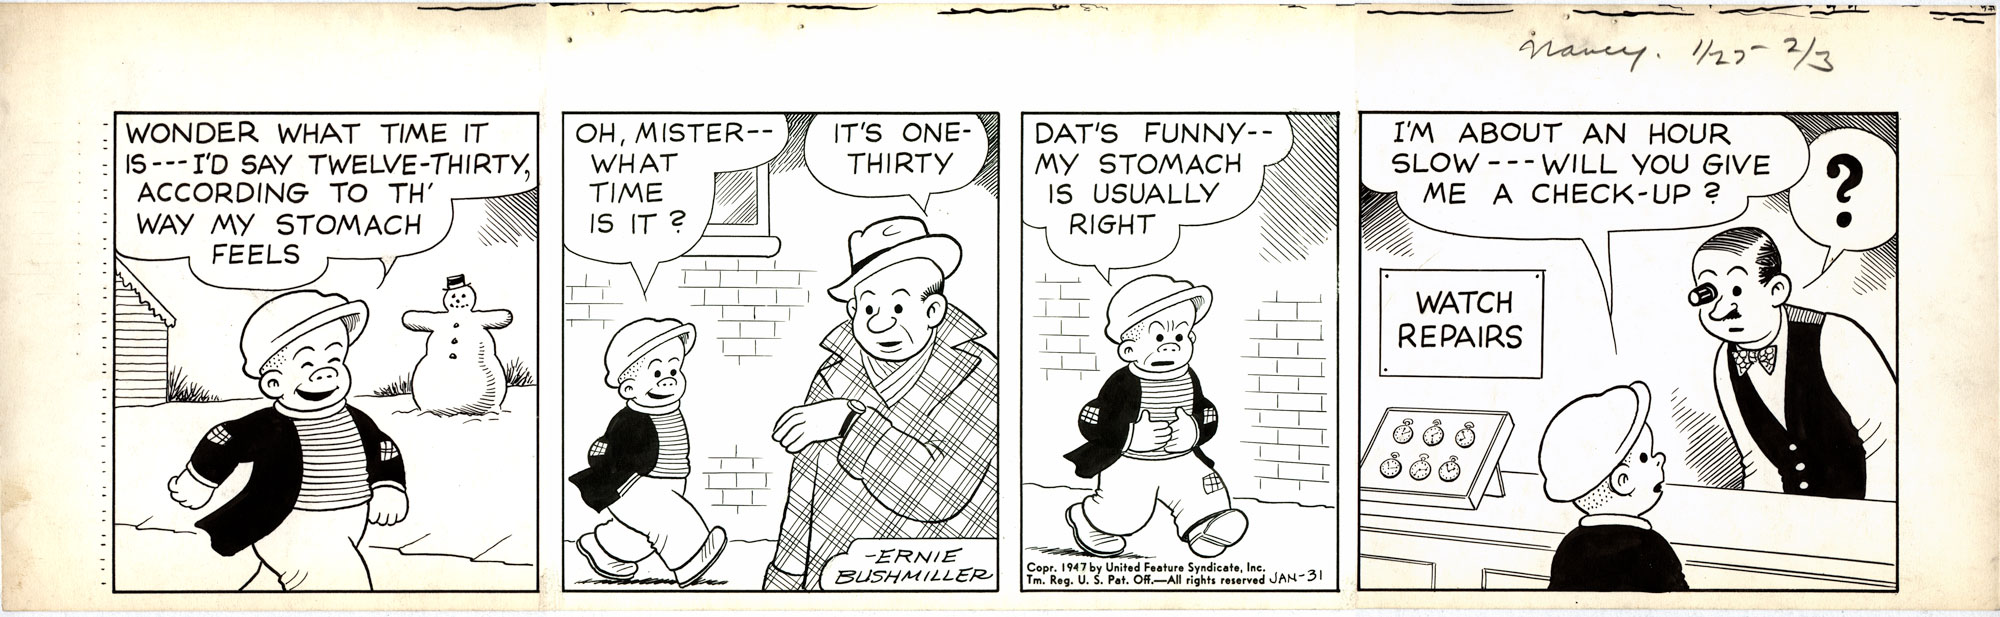 Nancy. 1/27 - 2/3
WONDER WHAT TIME IT
IS---I'D SAY TWELVE-THIRTY,
ACCORDING TO TH'
WAY MY STOMACH
FEELS
OH, MISTER--
WHAT
TIME
IS IT?
IT'S ONE-
THIRTY
-ERNIE
BUSHMILLER
DAT'S FUNNY--
MY STOMACH
IS USUALLY
RIGHT
Copr. 1947 by United Feature Syndicate, Inc.
Tm. Reg. U. S. Pat. Off.—All rights reserved JAN-31
I'M ABOUT AN HOUR
SLOW---WILL YOU GIVE
ME A CHECK-UP?
?
WATCH
REPAIRS